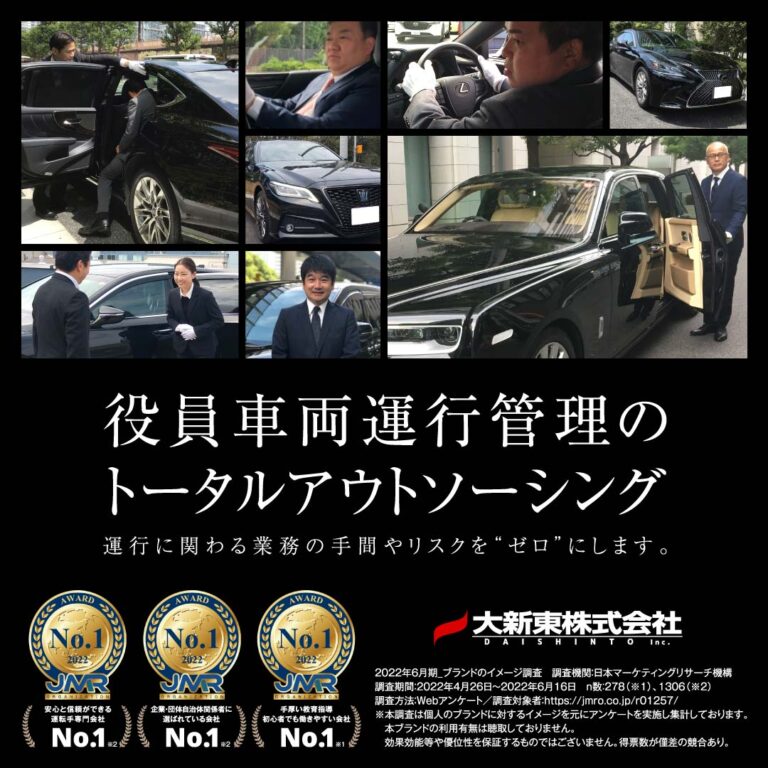 役員車両運行管理の
トータルアウトソーシング
運行に関わる業務の手間やリスクを“ゼロ”にします。
AWARD
No.1
2022
JMR
安心と信頼ができる
運転手専門会社
No.1※2
AWARD
No.1
2022
JMR
企業・団体自治体関係者に
選ばれている会社
No.1※2
AWARD
No.1
2022
JMR
手厚い教育指導
初心者でも働きやすい会社
No.1※1
大新東株式会社
DAISHINTO Inc.
2022年6月期_ブランドのイメージ調査 調査機関:日本マーケティングリサーチ機構
調査期間:2022年4月26日~2022年6月16日 n数:278(※1)、1306(※2)
調査方法:Webアンケート/調査対象者:https://jmro.co.jp/r01257/
※本調査は個人のブランドに対するイメージを元にアンケートを実施し集計しております。
本ブランドの利用有無は聴取しておりません。
効果効能等や優位性を保証するものではございません。得票数が僅差の競合あり。